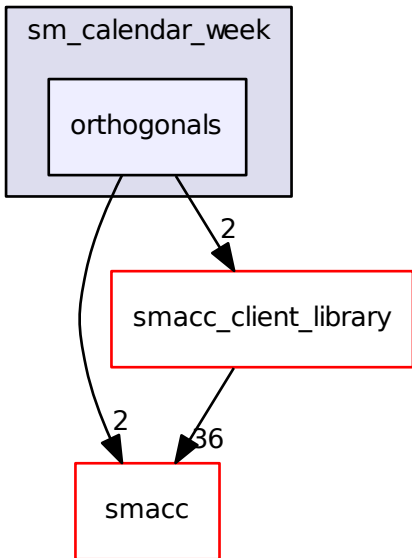 sm_calendar_week
orthogonals
2
smacc_client_library
2
36
smacc